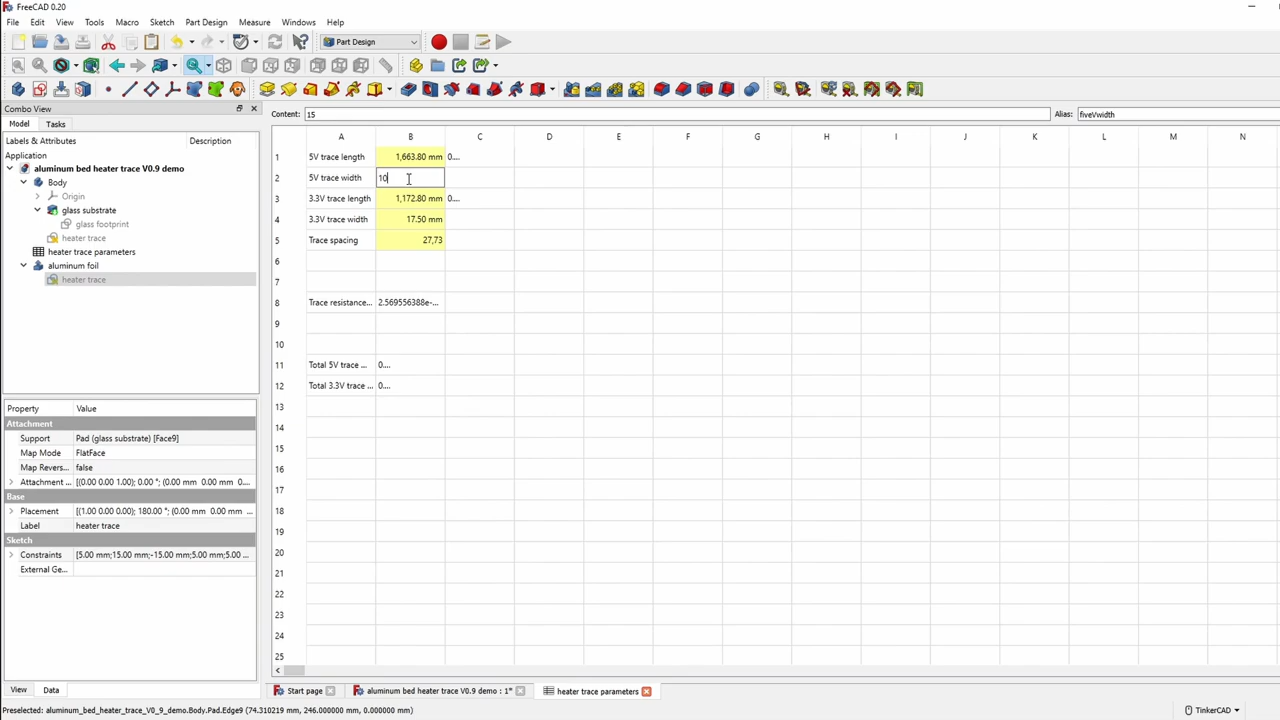 FreeCAD 0.20
File Edit View Tools Macro Sketch Part Design Measure Windows Help
Part Design
Combo View
Content: 15 Alias: fiveVwidth
Model Tasks
Labels & Attributes Description
Application
aluminum bed heater trace V0.9 demo
Body
Origin
glass substrate
glass footprint
heater trace
heater trace parameters
aluminum foil
heater trace
A B C D E F G H I J K L M N
1 5V trace length 1,663.80 mm 0....
2 5V trace width 10
3 3.3V trace length 1,172.80 mm 0....
4 3.3V trace width 17.50 mm
5 Trace spacing 27,73
6
7
8 Trace resistance... 2.569556388e-...
9
10
11 Total 5V trace ... 0....
12 Total 3.3V trace ... 0....
13
14
15
16
17
18
19
20
21
22
23
24
25
Property Value
Attachment
Support Pad (glass substrate) [Face9]
Map Mode FlatFace
Map Revers... false
Attachment ... [(0.00 0.00 1.00); 0.00 °; (0.00 mm 0.00 mm 0....
Base
Placement [(1.00 0.00 0.00); 180.00 °; (0.00 mm 0.00 mm ...
Label heater trace
Sketch
Constraints [5.00 mm;15.00 mm;-15.00 mm;5.00 mm;5.00 ...
External Ge...
View Data
Start page aluminum bed heater trace V0.9 demo : 1* heater trace parameters
Preselected: aluminum_bed_heater_trace_V0_9_demo.Body.Pad.Edge9 (74.310219 mm, 246.000000 mm, 0.000000 mm) TinkerCAD